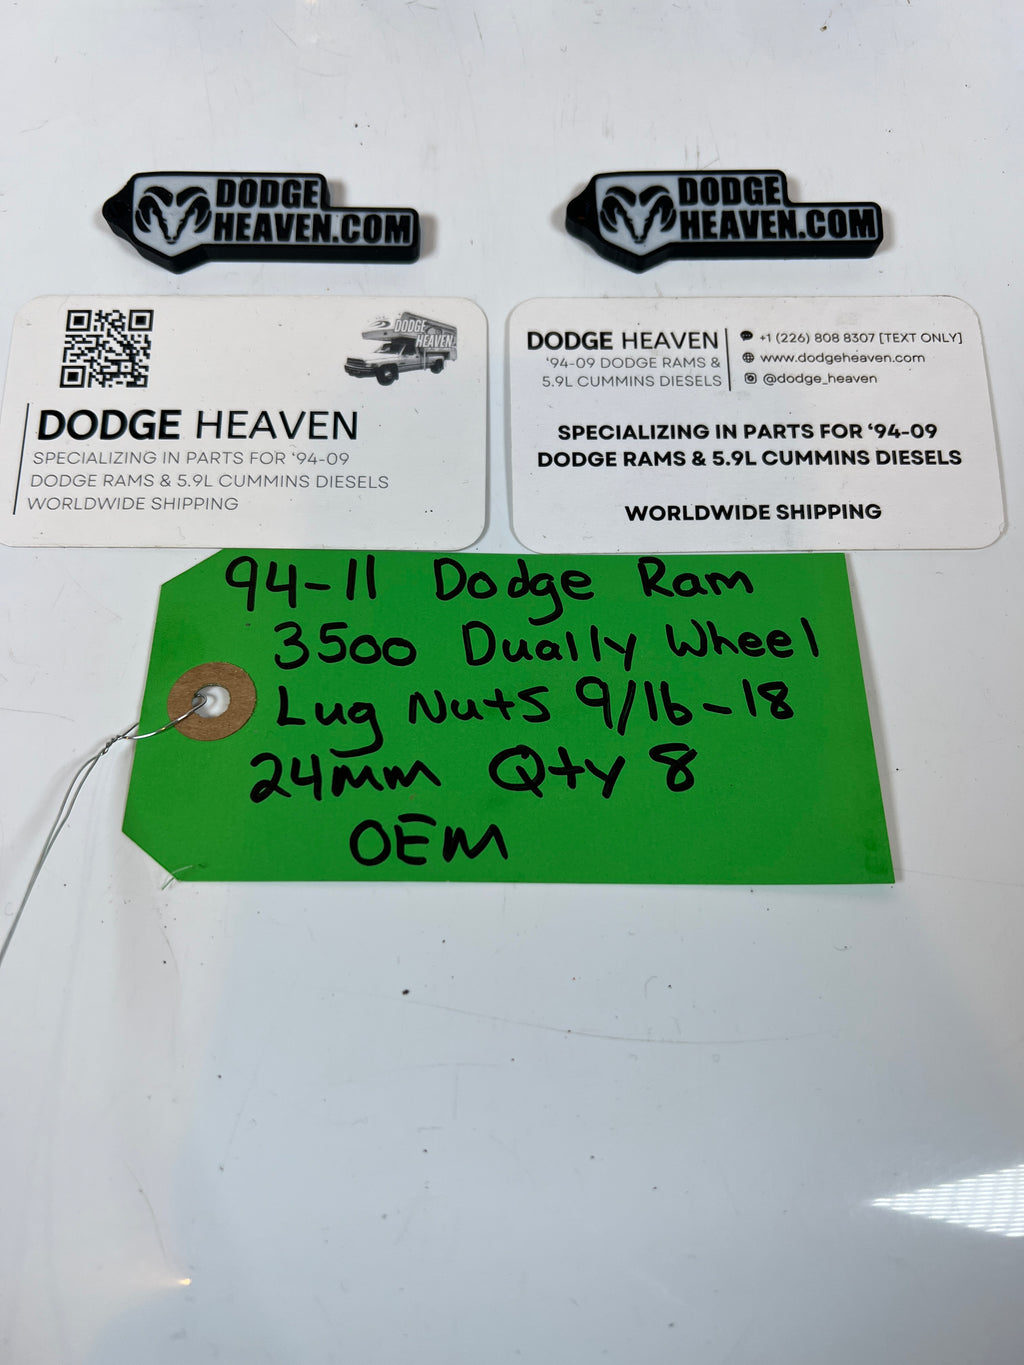 DODGE
HEAVEN.COM
DODGE
HEAVEN.COM
DODGE
HEAVEN
DODGE HEAVEN
SPECIALIZING IN PARTS FOR ‘94-09
DODGE RAMS & 5.9L CUMMINS DIESELS
WORLDWIDE SHIPPING
DODGE HEAVEN
‘94-09 DODGE RAMS &
5.9L CUMMINS DIESELS
+1 (226) 808 8307 [TEXT ONLY]
www.dodgeheaven.com
@dodge_heaven
SPECIALIZING IN PARTS FOR ‘94-09
DODGE RAMS & 5.9L CUMMINS DIESELS
WORLDWIDE SHIPPING
94-11 Dodge Ram
3500 Dually Wheel
Lug Nuts 9/16-18
24mm Qty 8
OEM